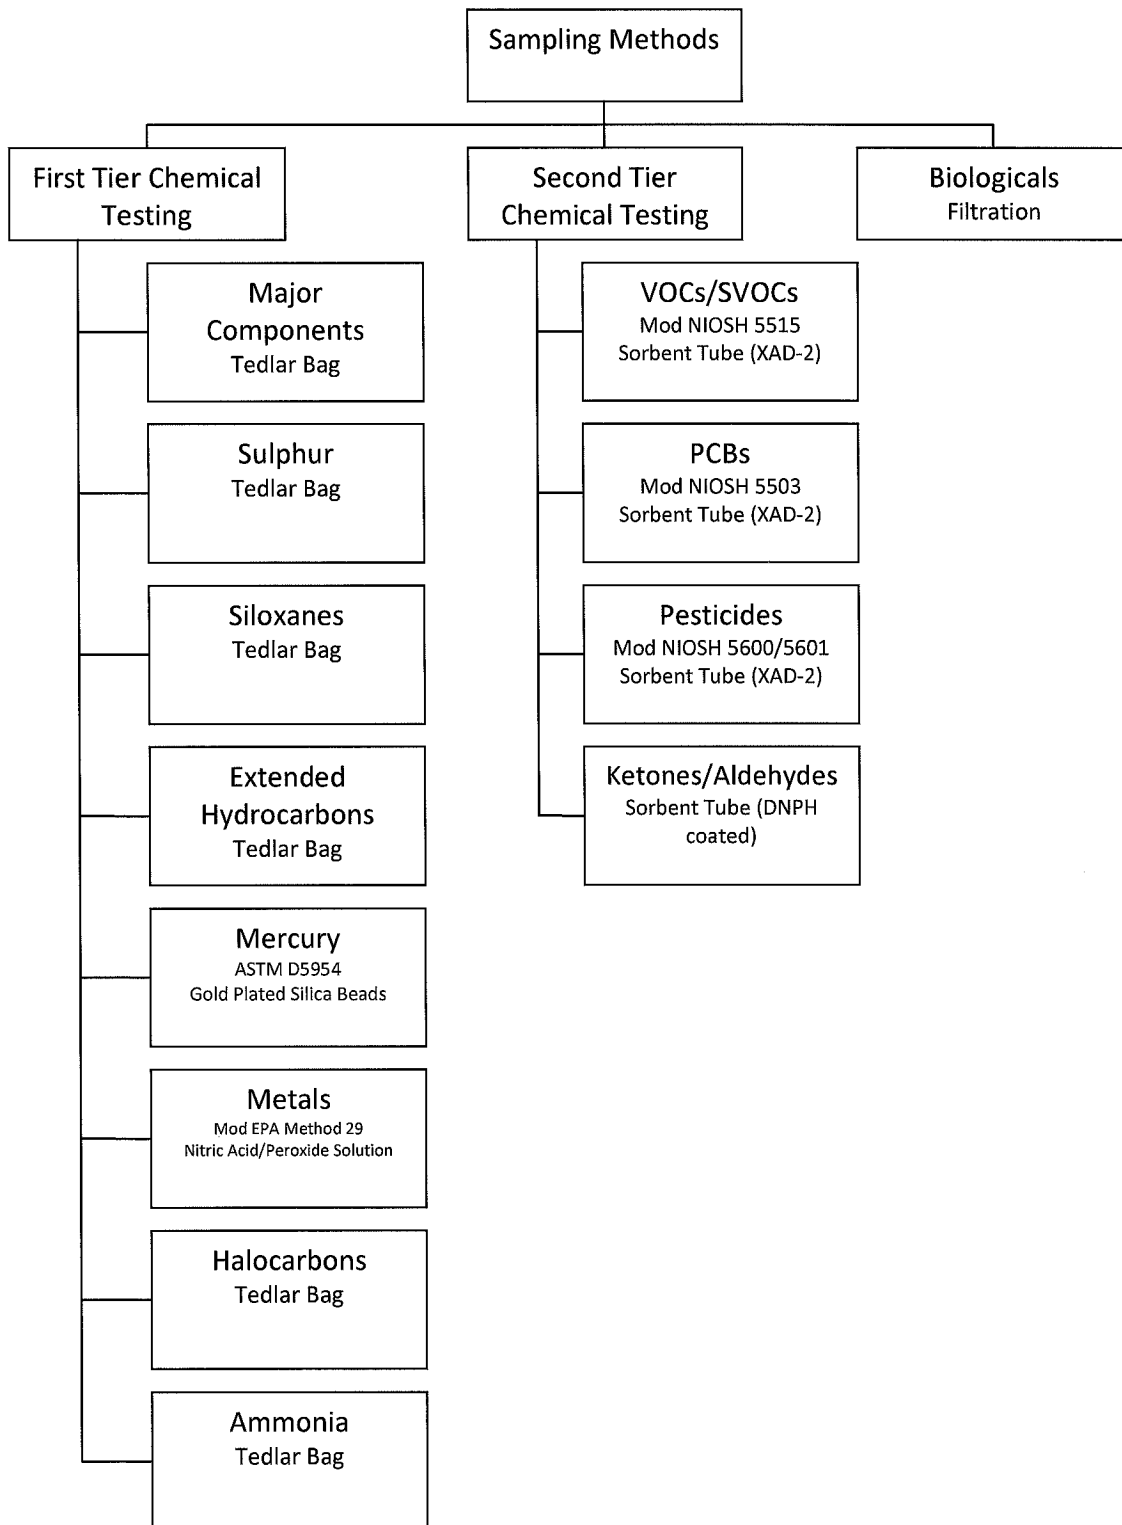 Sampling Methods
First Tier Chemical
Testing
Second Tier
Chemical Testing
Biologicals
Filtration
Major
Components
Tedlar Bag
Sulphur
Tedlar Bag
Siloxanes
Tedlar Bag
Extended
Hydrocarbons
Tedlar Bag
Mercury
ASTM D5954
Gold Plated Silica Beads
Metals
Mod EPA Method 29
Nitric Acid/Peroxide Solution
Halocarbons
Tedlar Bag
Ammonia
Tedlar Bag
VOCs/SVOCs
Mod NIOSH 5515
Sorbent Tube (XAD-2)
PCBs
Mod NIOSH 5503
Sorbent Tube (XAD-2)
Pesticides
Mod NIOSH 5600/5601
Sorbent Tube (XAD-2)
Ketones/Aldehydes
Sorbent Tube (DNPH
coated)